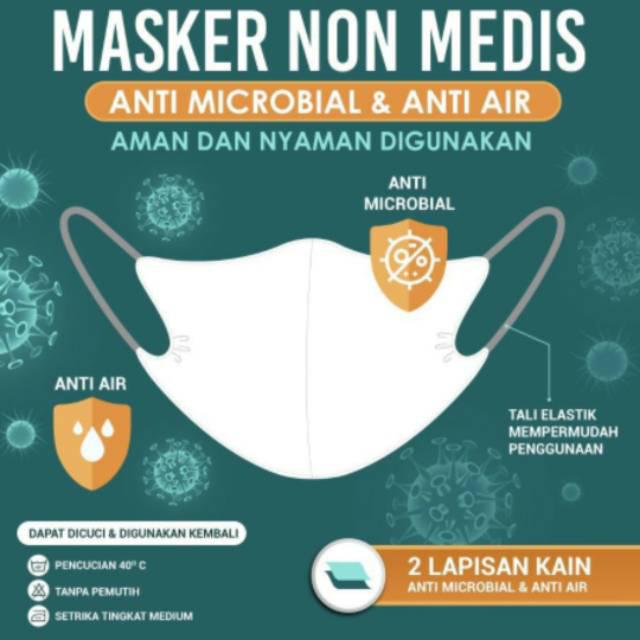 MASKER NON MEDIS
ANTI MICROBIAL & ANTI AIR
AMAN DAN NYAMAN DIGUNAKAN
ANTI
MICROBIAL
ANTI AIR
TALI ELASTIK
MEMPERMUDAH
PENGGUNAAN
DAPAT DICUCI & DIGUNAKAN KEMBALI
PENCUCIAN 40° C
TANPA PEMUTIH
SETRIKA TINGKAT MEDIUM
2 LAPISAN KAIN
ANTI MICROBIAL & ANTI AIR